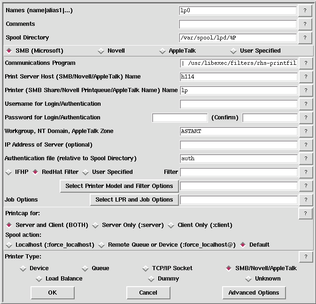 Names (name|alias1|...) lp0 ?
Comments ?
Spool Directory /var/spool/lpd/%P ?
SMB (Microsoft) Novell AppleTalk User Specified
Communications Program | /usr/libexec/filters/rhs-printfil ?
Print Server Host (SMB/Novell/AppleTalk) Name h114 ?
Printer (SMB Share/Novell Printqueue/AppleTalk Name) Name lp ?
Username for Login/Authentication ?
Password for Login/Authentication (Confirm) ?
Workgroup, NT Domain, AppleTalk Zone ASTART ?
IP Address of Server (optional) ?
Authentication file (relative to Spool Directory) auth ?
IFHP RedHat Filter User Specified Filter ?
Select Printer Model and Filter Options ?
Job Options Select LPR and Job Options ?
Printcap for: ?
Server and Client (BOTH) Server Only (:server) Client Only (:client)
Spool action: ?
Localhost (:force_localhost) Remote Queue or Device (:force_localhost@) Default
Printer Type: ?
Device Queue TCP/IP Socket SMB/Novell/AppleTalk
Load Balance Dummy Unknown
OK Cancel Advanced Options